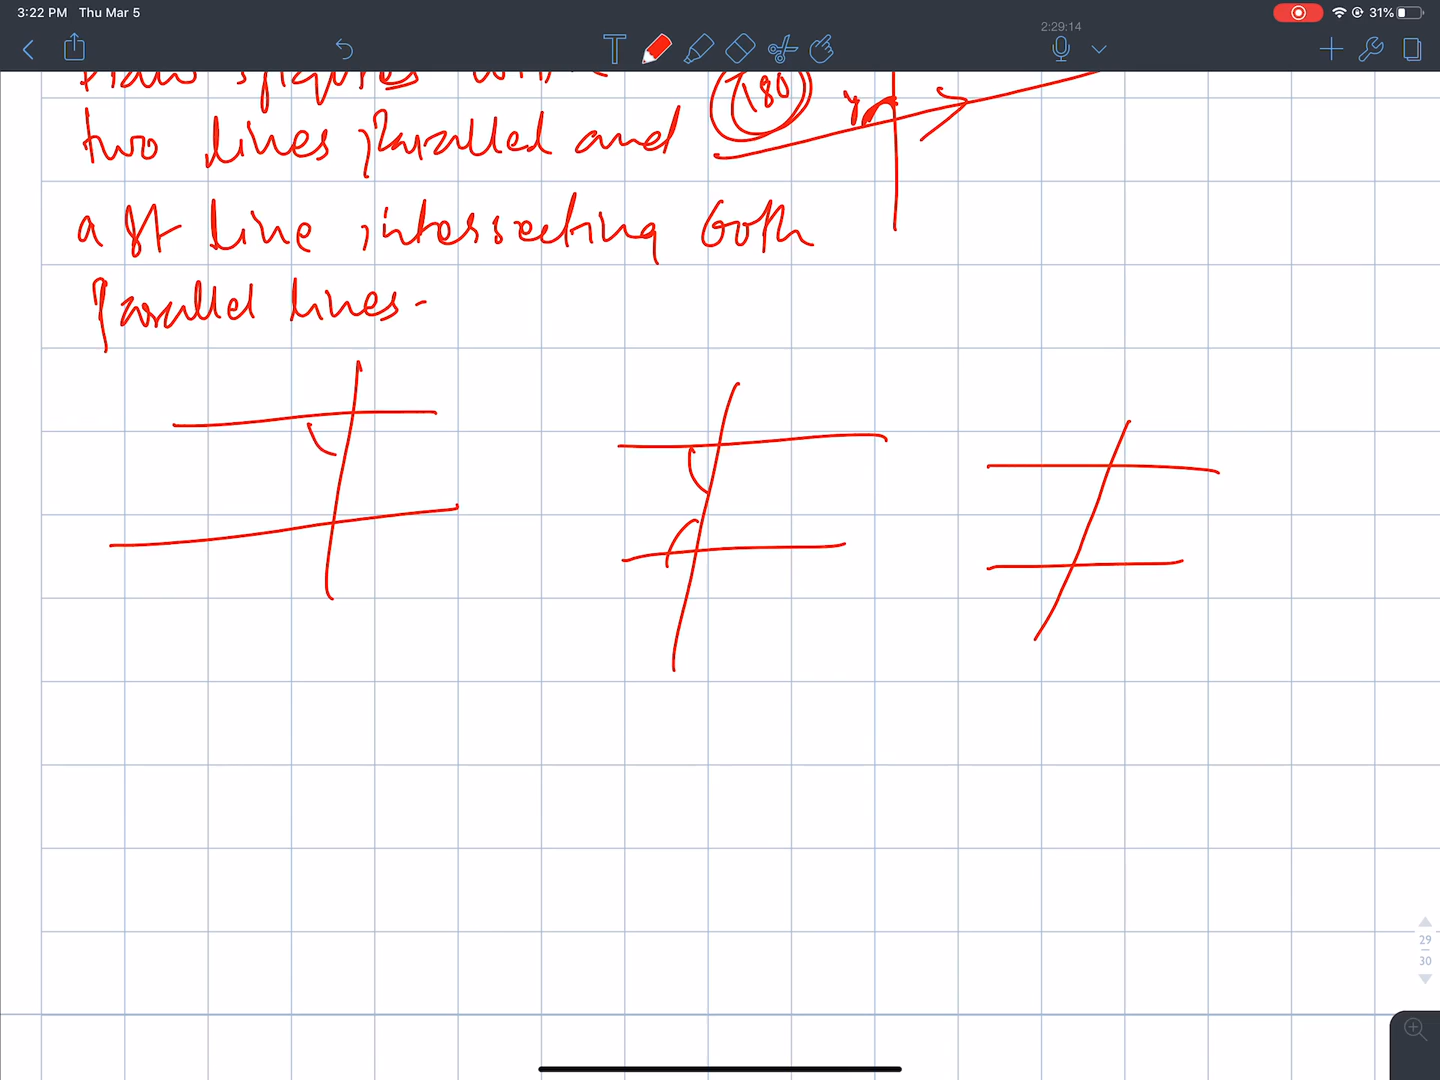 3:22 PM Thu Mar 5
31%
2:29:14
T
figures
180
two lines parallel and
a st line intersecting both
Parallel lines.
29
30